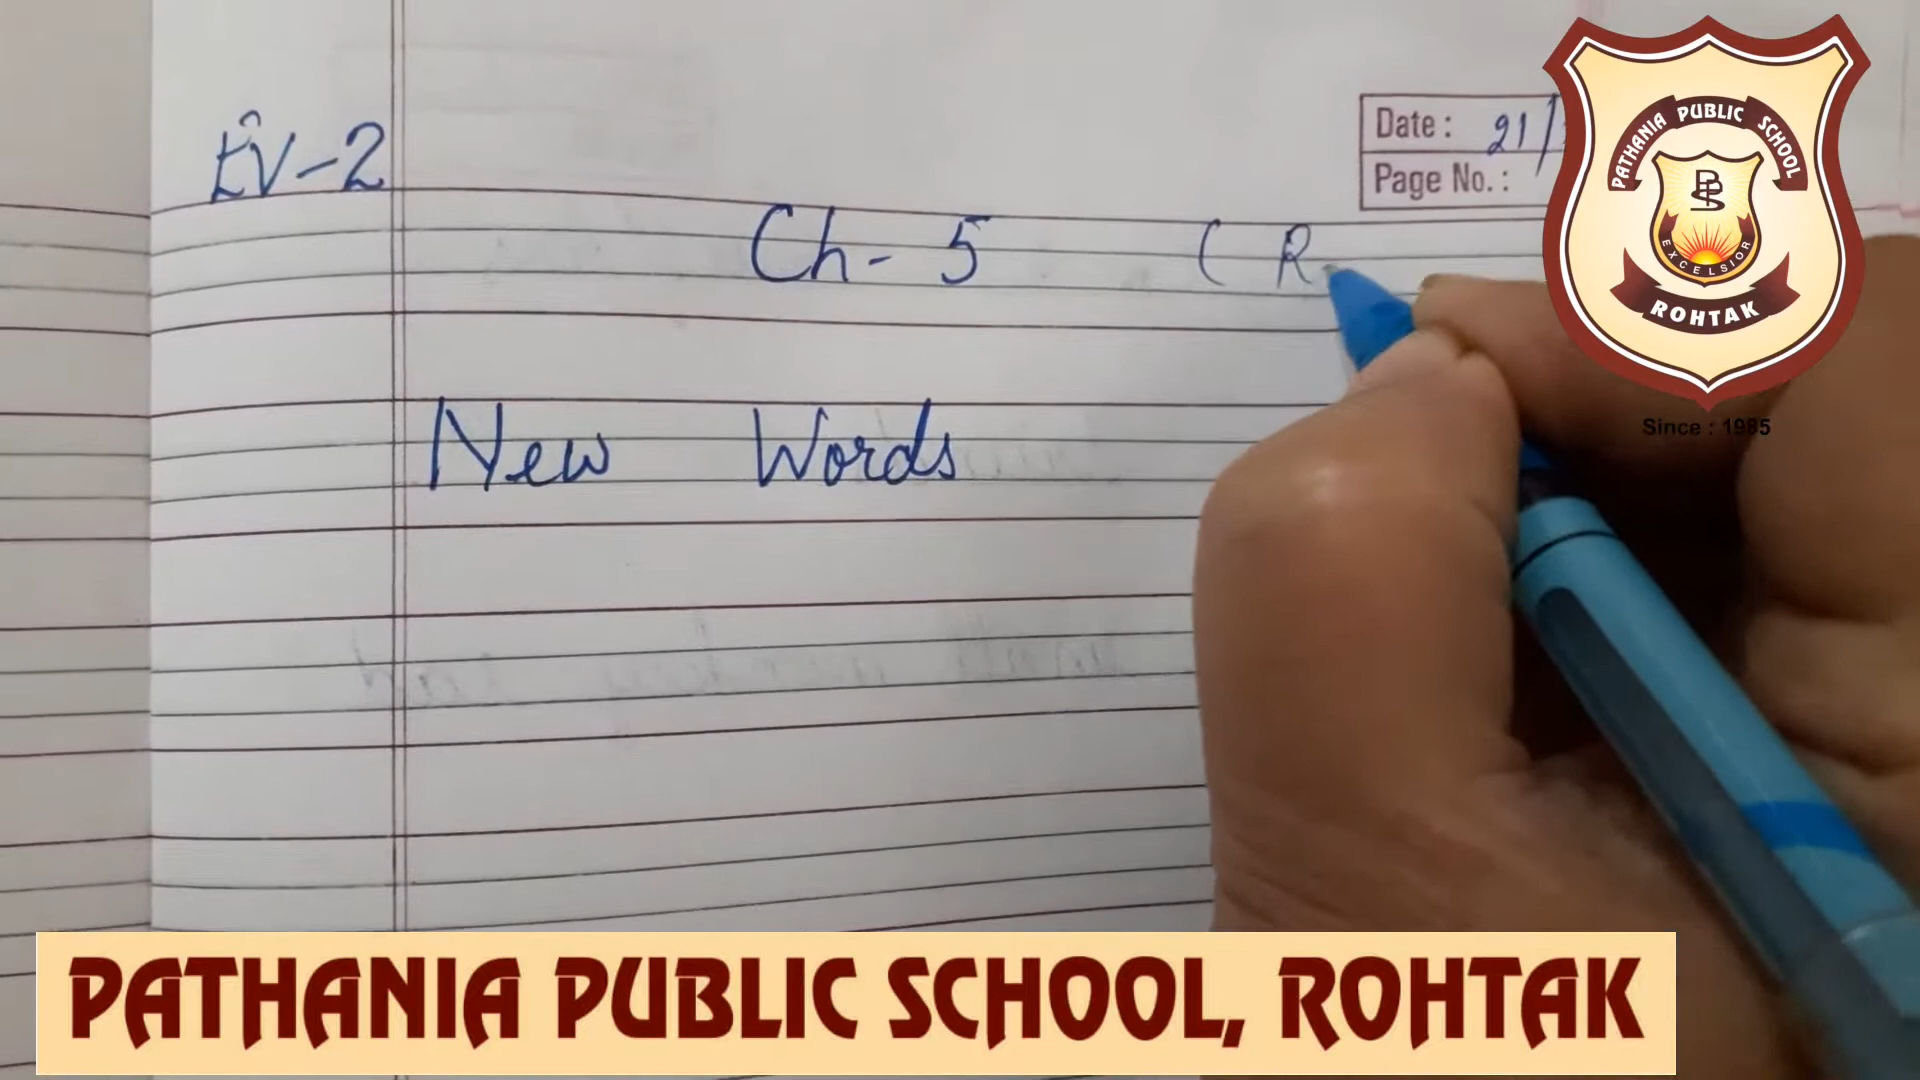 EV-2
Date: 21/
Page No.:
Ch- 5 ( R
New Words
PATHANIA PUBLIC SCHOOL
PPS
EXCELSIOR
ROHTAK
Since : 1985
PATHANIA PUBLIC SCHOOL, ROHTAK